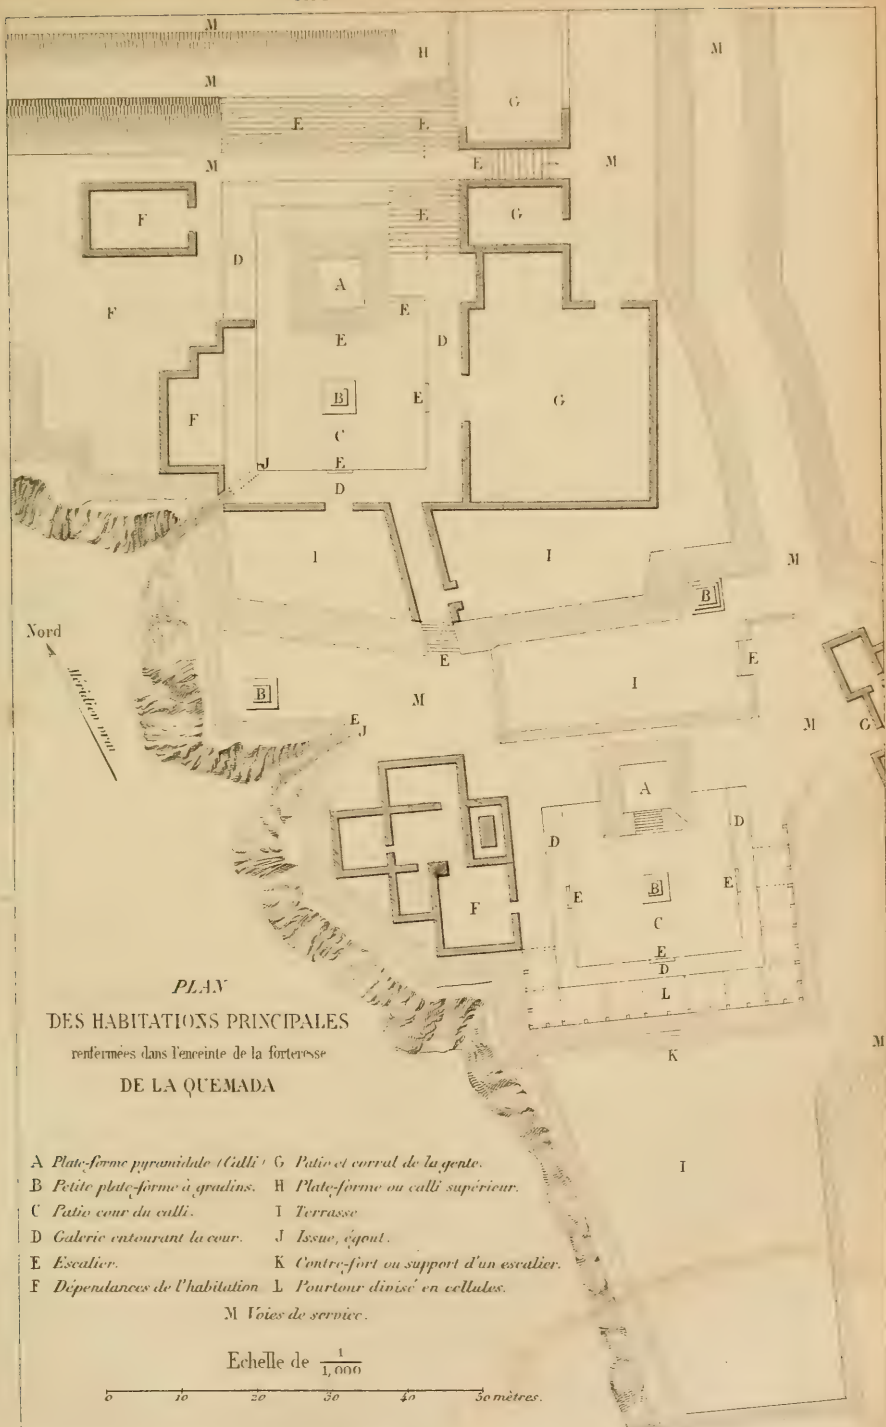 M
H
M
M
G
E
E
M
E
M
F
E
G
D
A
F
E
E
D
B
E
F
G
C
J
E
D
I
I
M
B
Nord
E
E
I
B
M
Méridien vrai
E
M
G
J
A
D
D
B
E
E
F
C
E
D
L
K
M
I
PLAN
DES HABITATIONS PRINCIPALES
renfermées dans l'enceinte de la forteresse
DE LA QUEMADA
A Plate-forme pyramidale (Calli) G Patio et corral de la gente.
B Petite plate-forme à gradins. H Plate-forme ou calli supérieur.
C Patio cour du calli. I Terrasse
D Galerie entourant la cour. J Issue, égout.
E Escalier. K Contre-fort ou support d'un escalier.
F Dépendances de l'habitation L Pourtour divisé en cellules.
M Voies de service.
Echelle de 1/1,000
0 10 20 30 40 50 mètres.